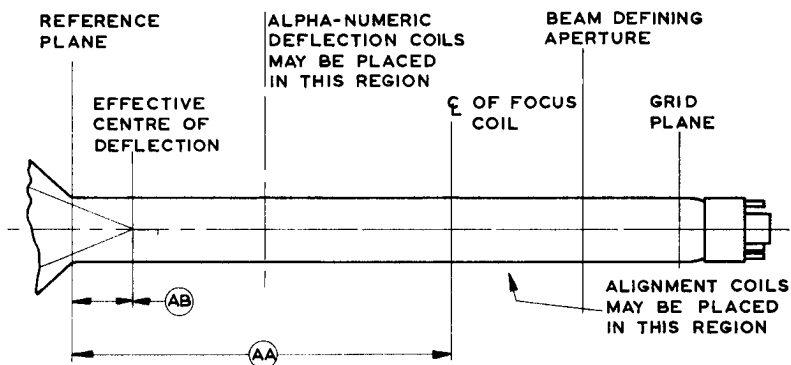 REFERENCE
PLANE
ALPHA-NUMERIC
DEFLECTION COILS
MAY BE PLACED
IN THIS REGION
BEAM DEFINING
APERTURE
EFFECTIVE
CENTRE OF
DEFLECTION
℄ OF FOCUS
COIL
GRID
PLANE
AB
ALIGNMENT COILS
MAY BE PLACED
IN THIS REGION
AA